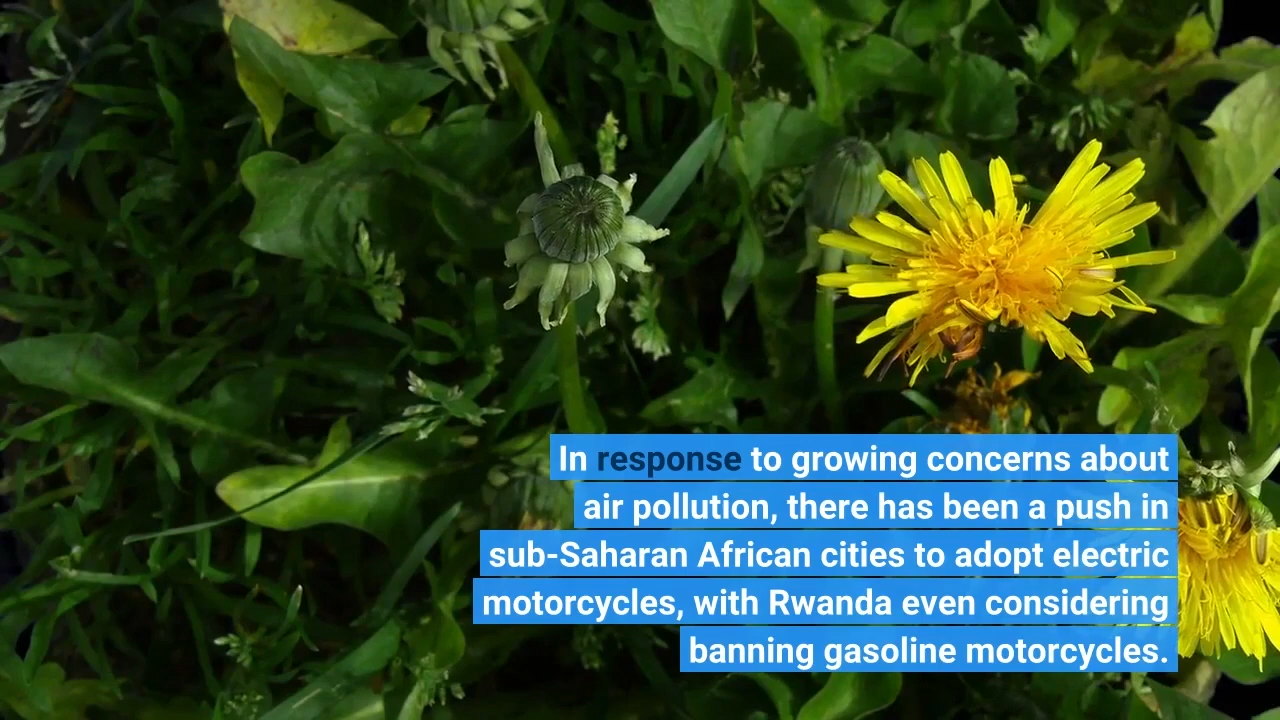 In response to growing concerns about
air pollution, there has been a push in
sub-Saharan African cities to adopt electric
motorcycles, with Rwanda even considering
banning gasoline motorcycles.